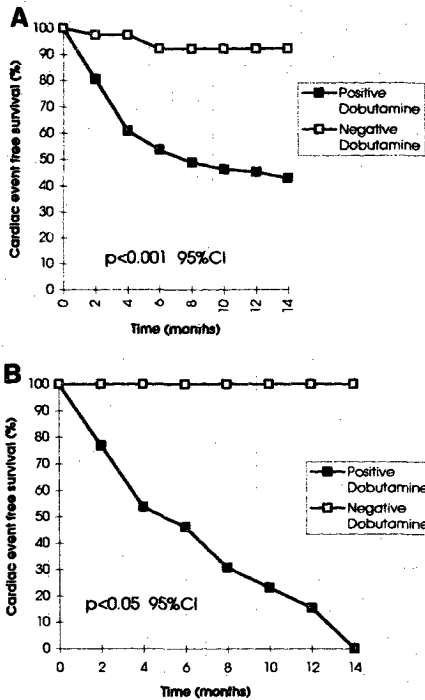 A
Cardiac event free survival (%)
100
90
80
70
60
50
40
30
20
10
0
p<0.001 95%CI
0 2 4 6 8 10 12 14
Time (months)
Positive
Dobutamine
Negative
Dobutamine
B
Cardiac event free survival (%)
100
90
80
70
60
50
40
30
20
10
0
p<0.05 95%CI
0 2 4 6 8 10 12 14
Time (months)
Positive
Dobutamine
Negative
Dobutamine